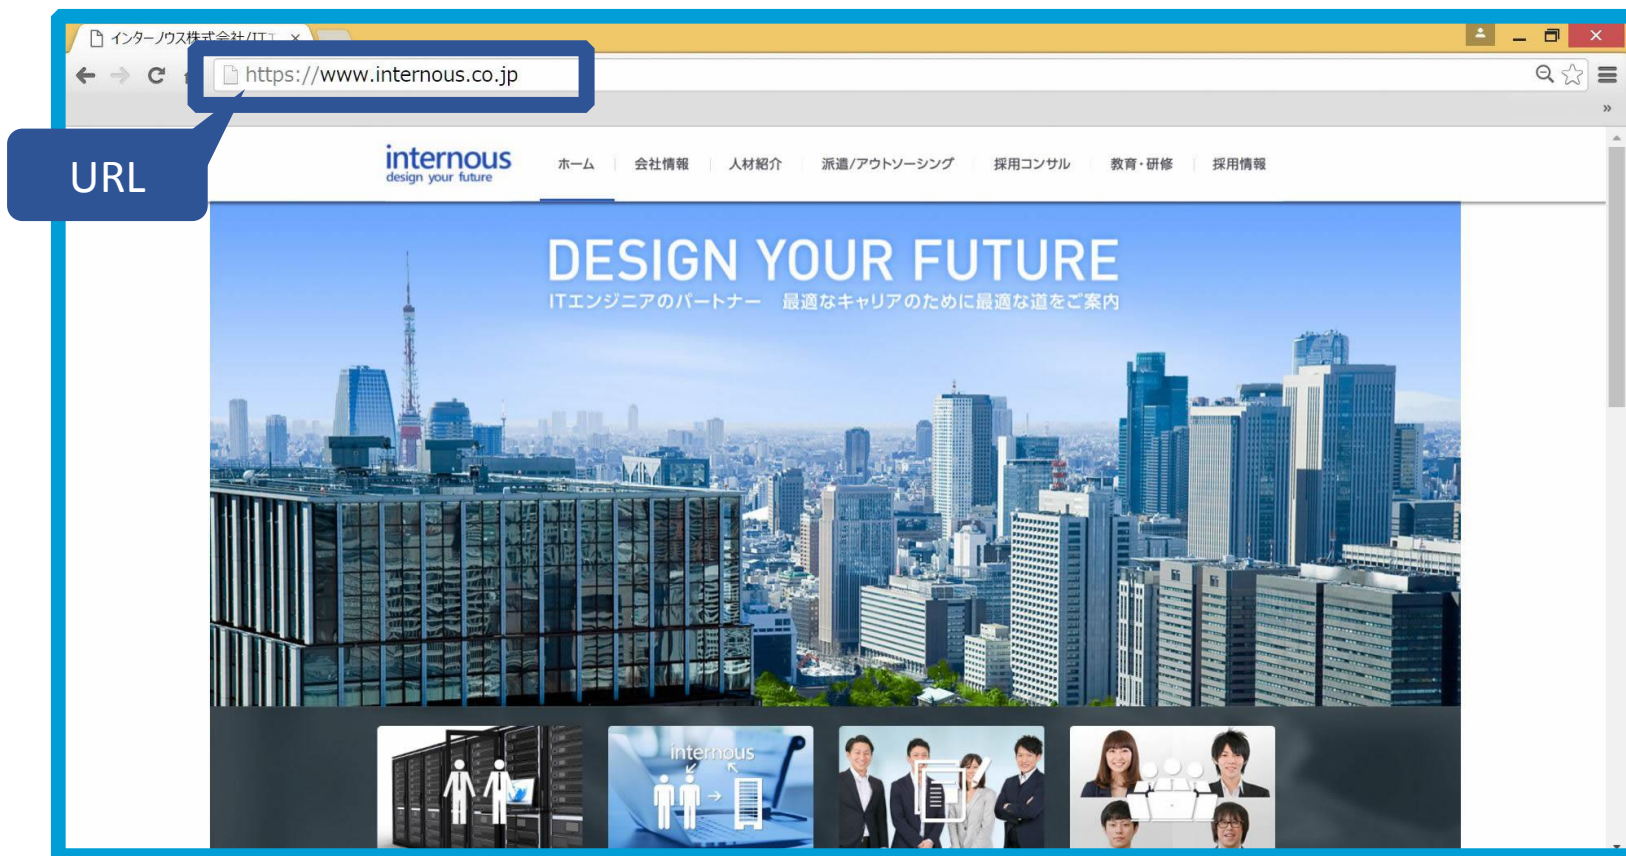 インターノウス株式会社/IT
https://www.internous.co.jp
URL
internous
design your future
ホーム
会社情報
人材紹介
派遣/アウトソーシング
採用コンサル
教育・研修
採用情報
DESIGN YOUR FUTURE
ITエンジニアのパートナー 最適なキャリアのために最適な道をご案内
internous